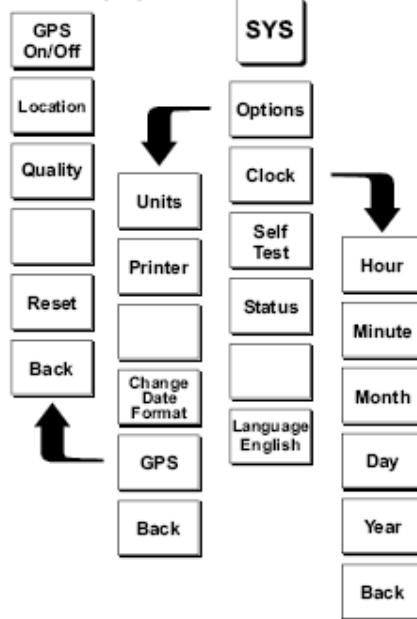 GPS
On/Off
Location
Quality
Reset
Back
Units
Printer
Change
Date
Format
GPS
Back
SYS
Options
Clock
Self
Test
Status
Language
English
Hour
Minute
Month
Day
Year
Back